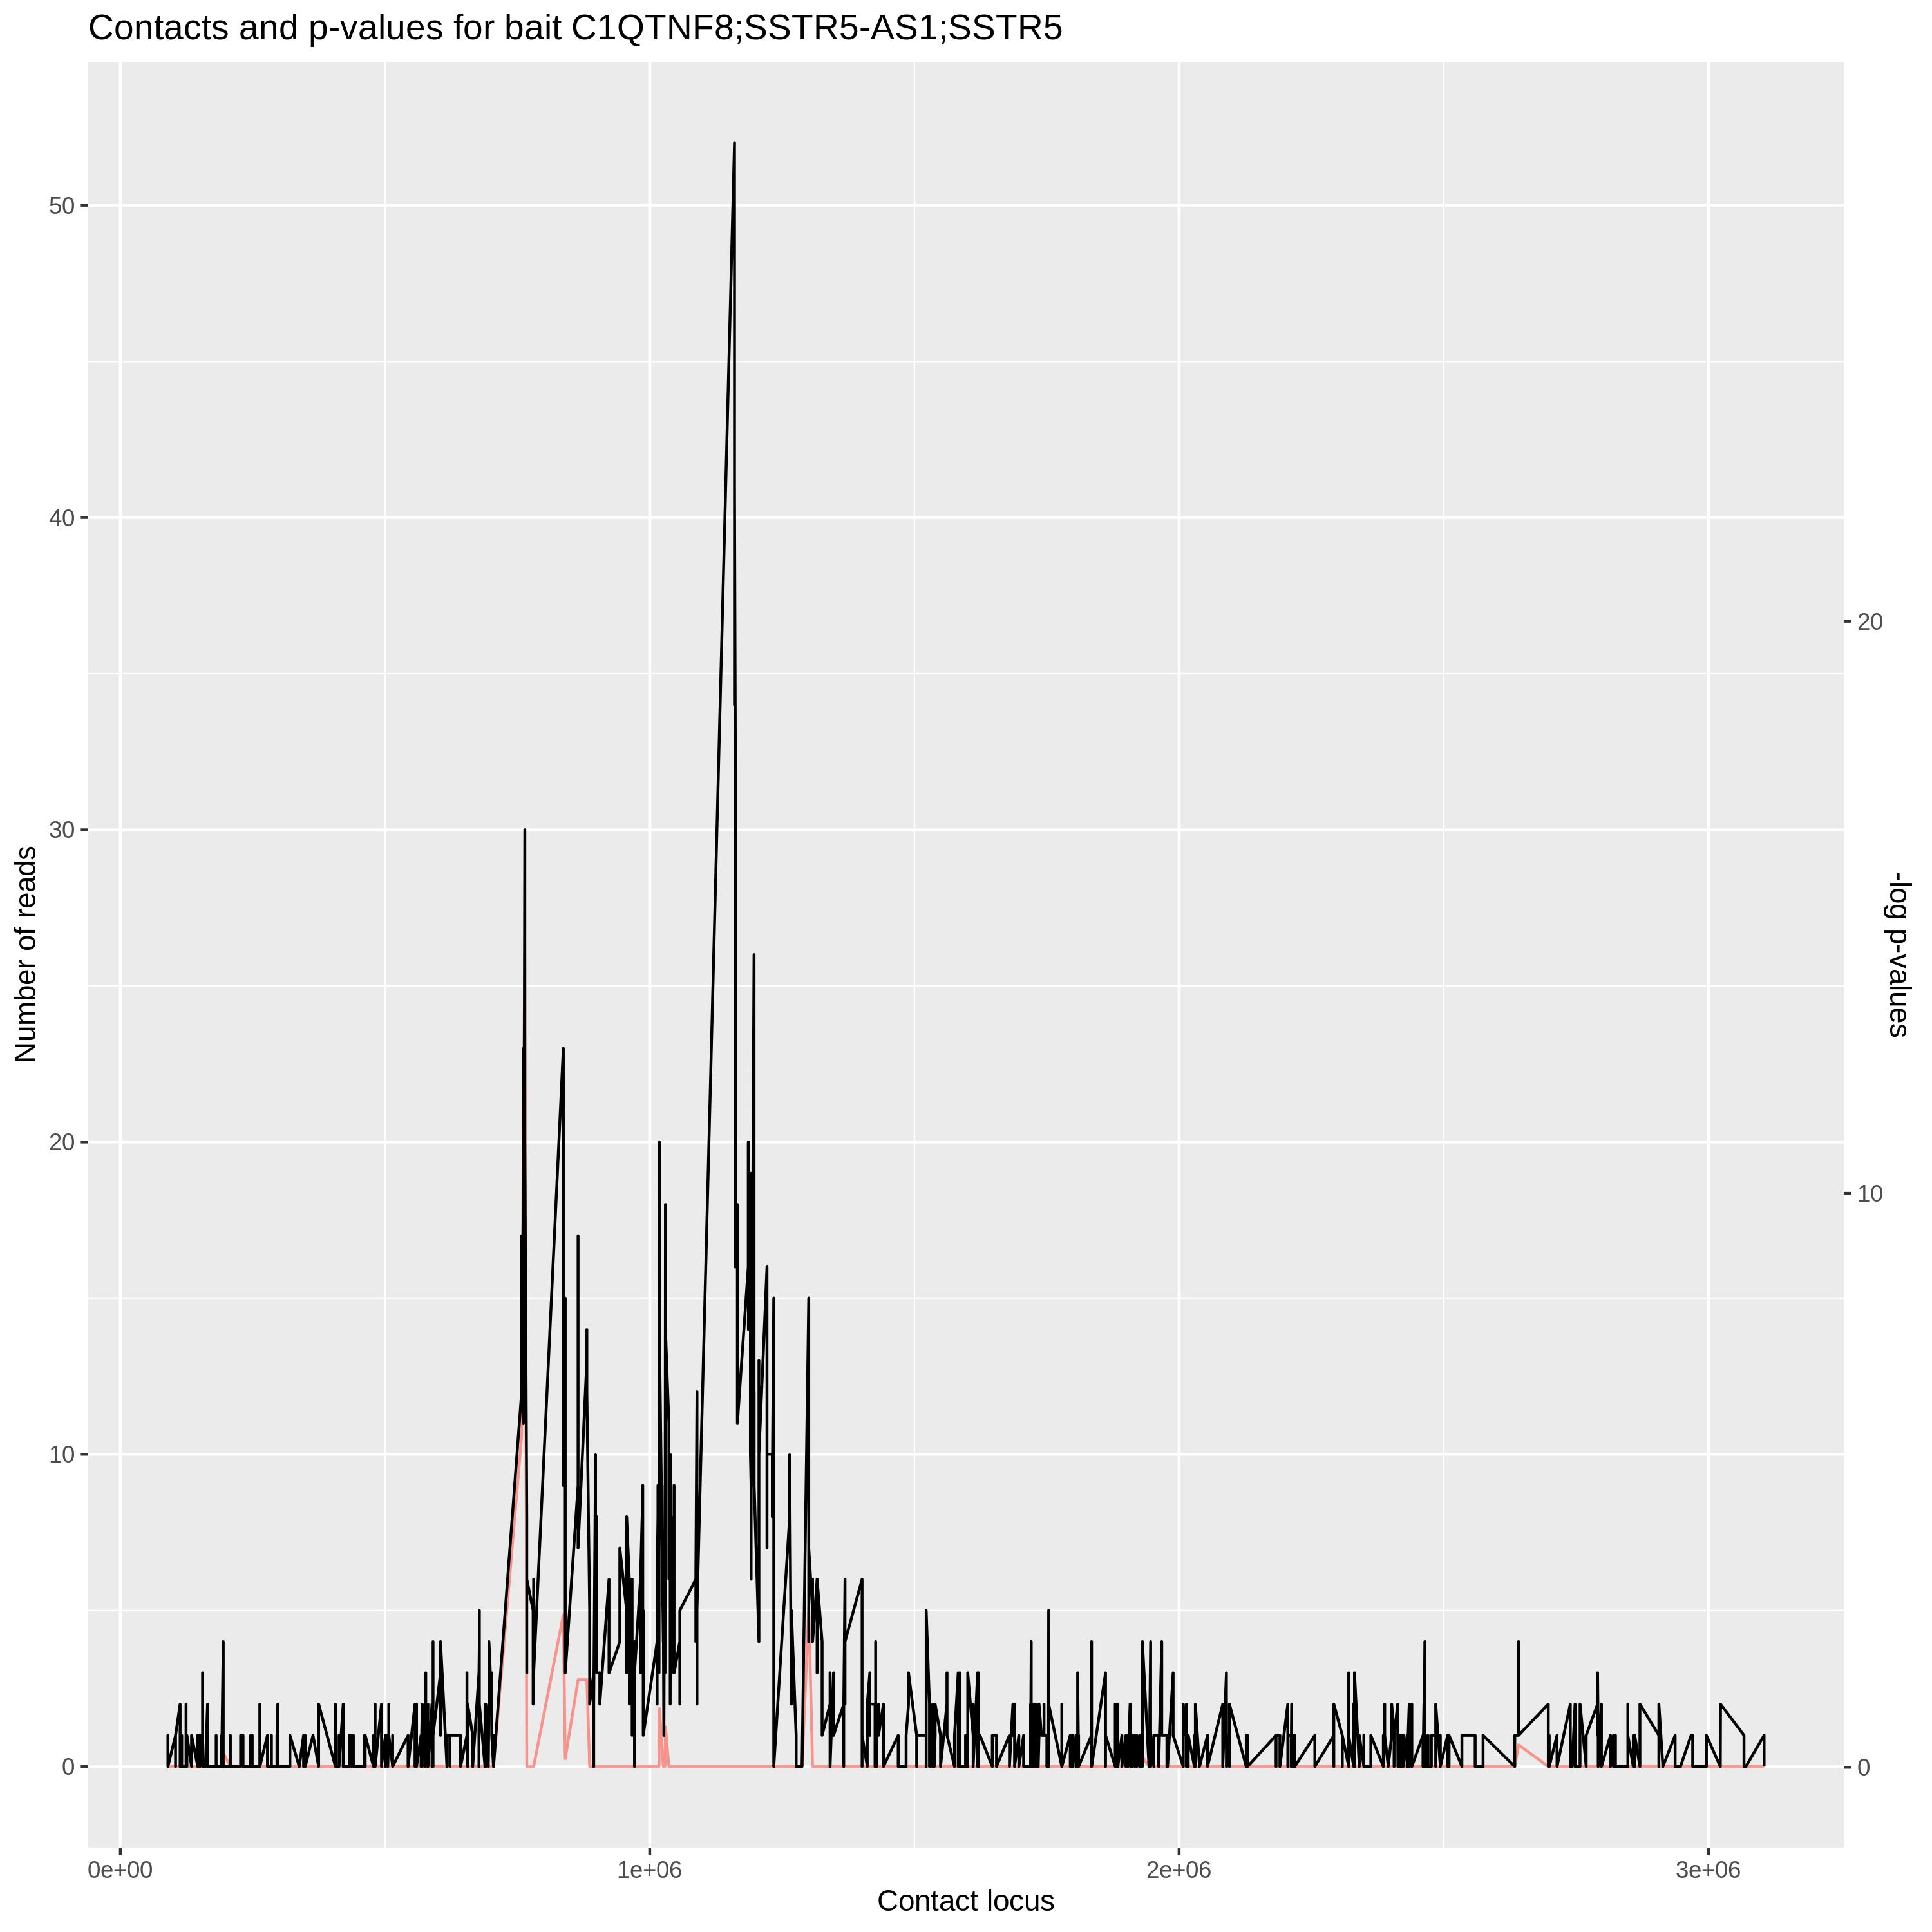 Contacts and p-values for bait C1QTNF8;SSTR5-AS1;SSTR5
50
40
30
20
10
0
Number of reads
20
10
0
-log p-values
0e+00
1e+06
2e+06
3e+06
Contact locus